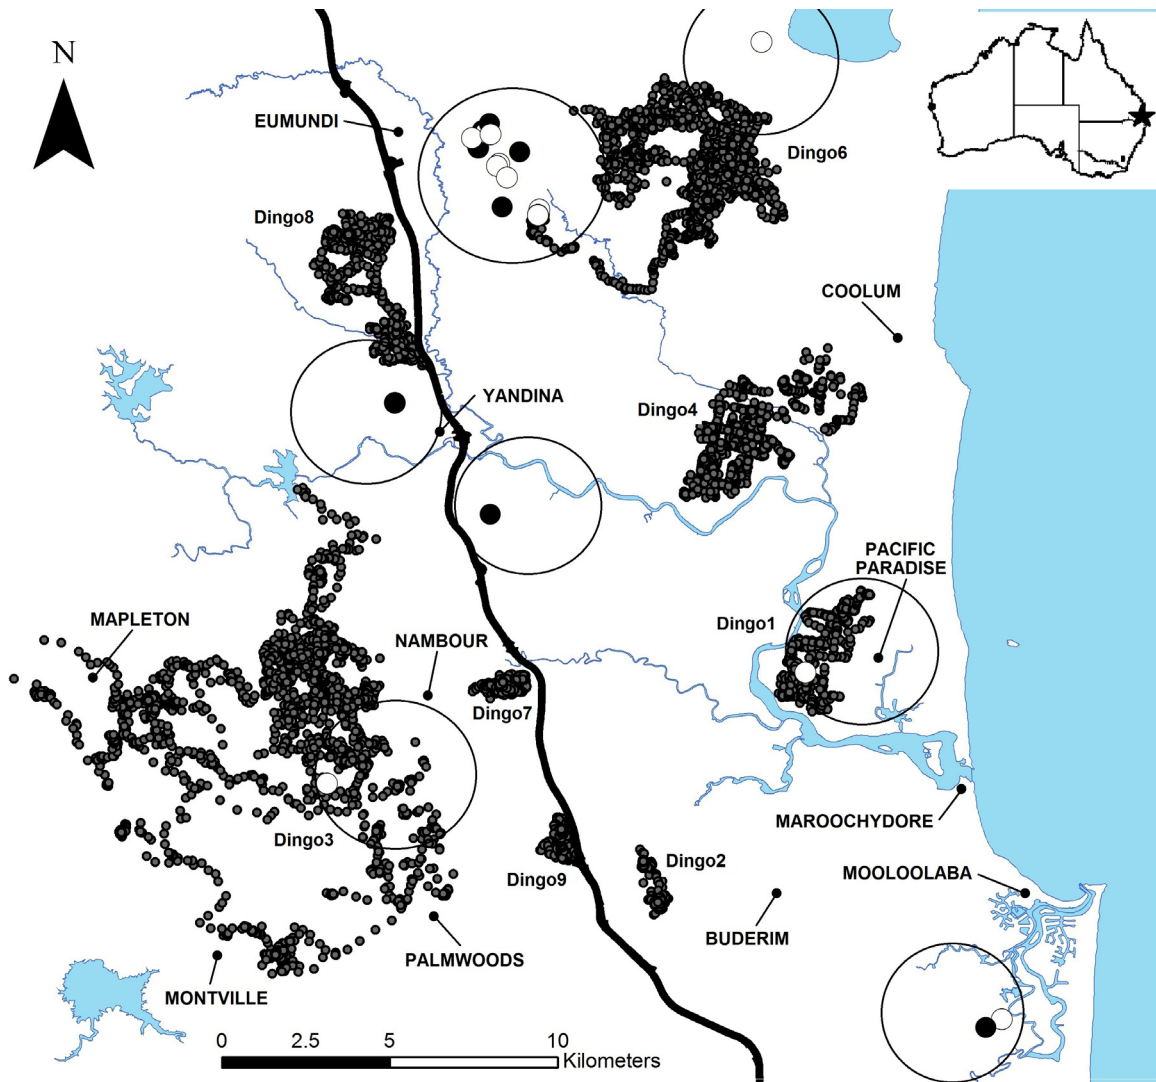 N
EUMUNDI
Dingo6
Dingo8
COOLUM
YANDINA
Dingo4
PACIFIC
PARADISE
MAPLETON
NAMBOUR
Dingo1
Dingo7
MAROOCHYDORE
Dingo3
Dingo9
Dingo2
MOOLOOLABA
BUDERIM
PALMWOODS
MONTVILLE
0 2.5 5 10
Kilometers